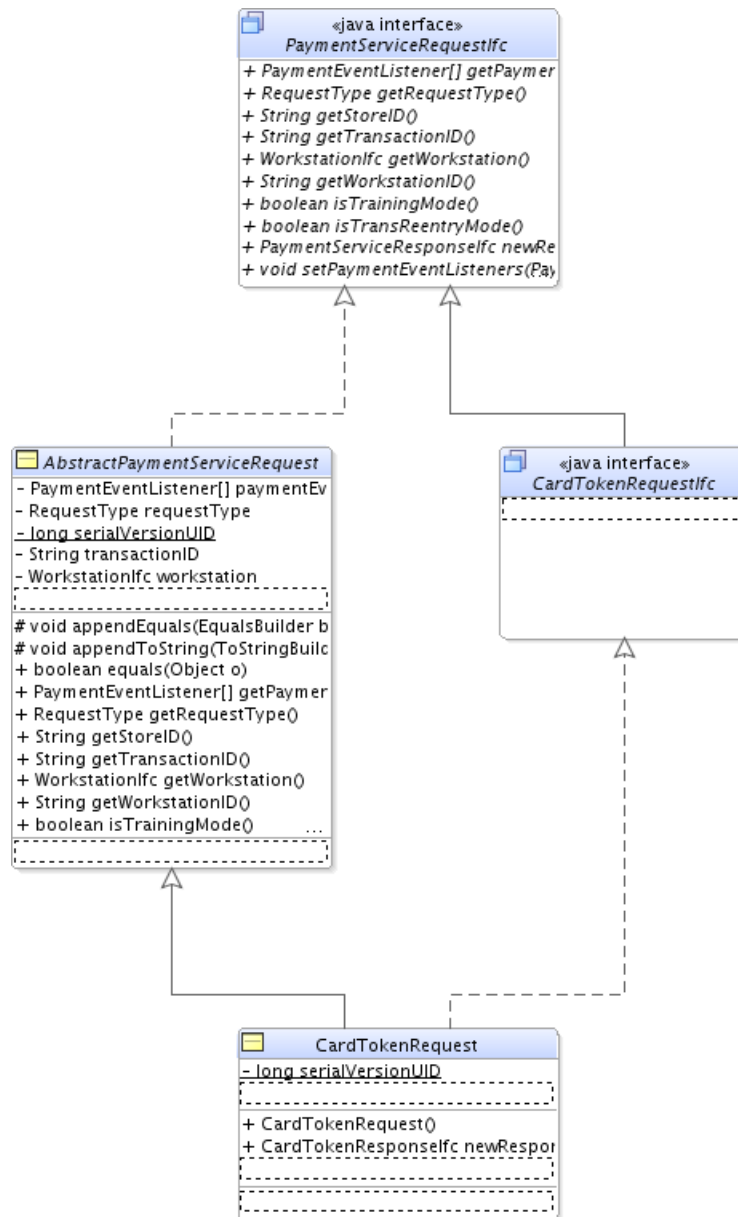 «java interface»
PaymentServiceRequestIfc
+ PaymentEventListener[] getPaymer
+ RequestType getRequestType()
+ String getStoreID()
+ String getTransactionID()
+ WorkstationIfc getWorkstation()
+ String getWorkstationID()
+ boolean isTrainingMode()
+ boolean isTransReentryMode()
+ PaymentServiceResponseIfc newRe
+ void setPaymentEventListeners(Pay
AbstractPaymentServiceRequest
- PaymentEventListener[] paymentEv
- RequestType requestType
- long serialVersionUID
- String transactionID
- WorkstationIfc workstation
# void appendEquals(EqualsBuilder b
# void appendToString(ToStringBuilc
+ boolean equals(Object o)
+ PaymentEventListener[] getPaymer
+ RequestType getRequestType()
+ String getStoreID()
+ String getTransactionID()
+ WorkstationIfc getWorkstation()
+ String getWorkstationID()
+ boolean isTrainingMode() ...
«java interface»
CardTokenRequestIfc
CardTokenRequest
- long serialVersionUID
+ CardTokenRequest()
+ CardTokenResponseIfc newRespor